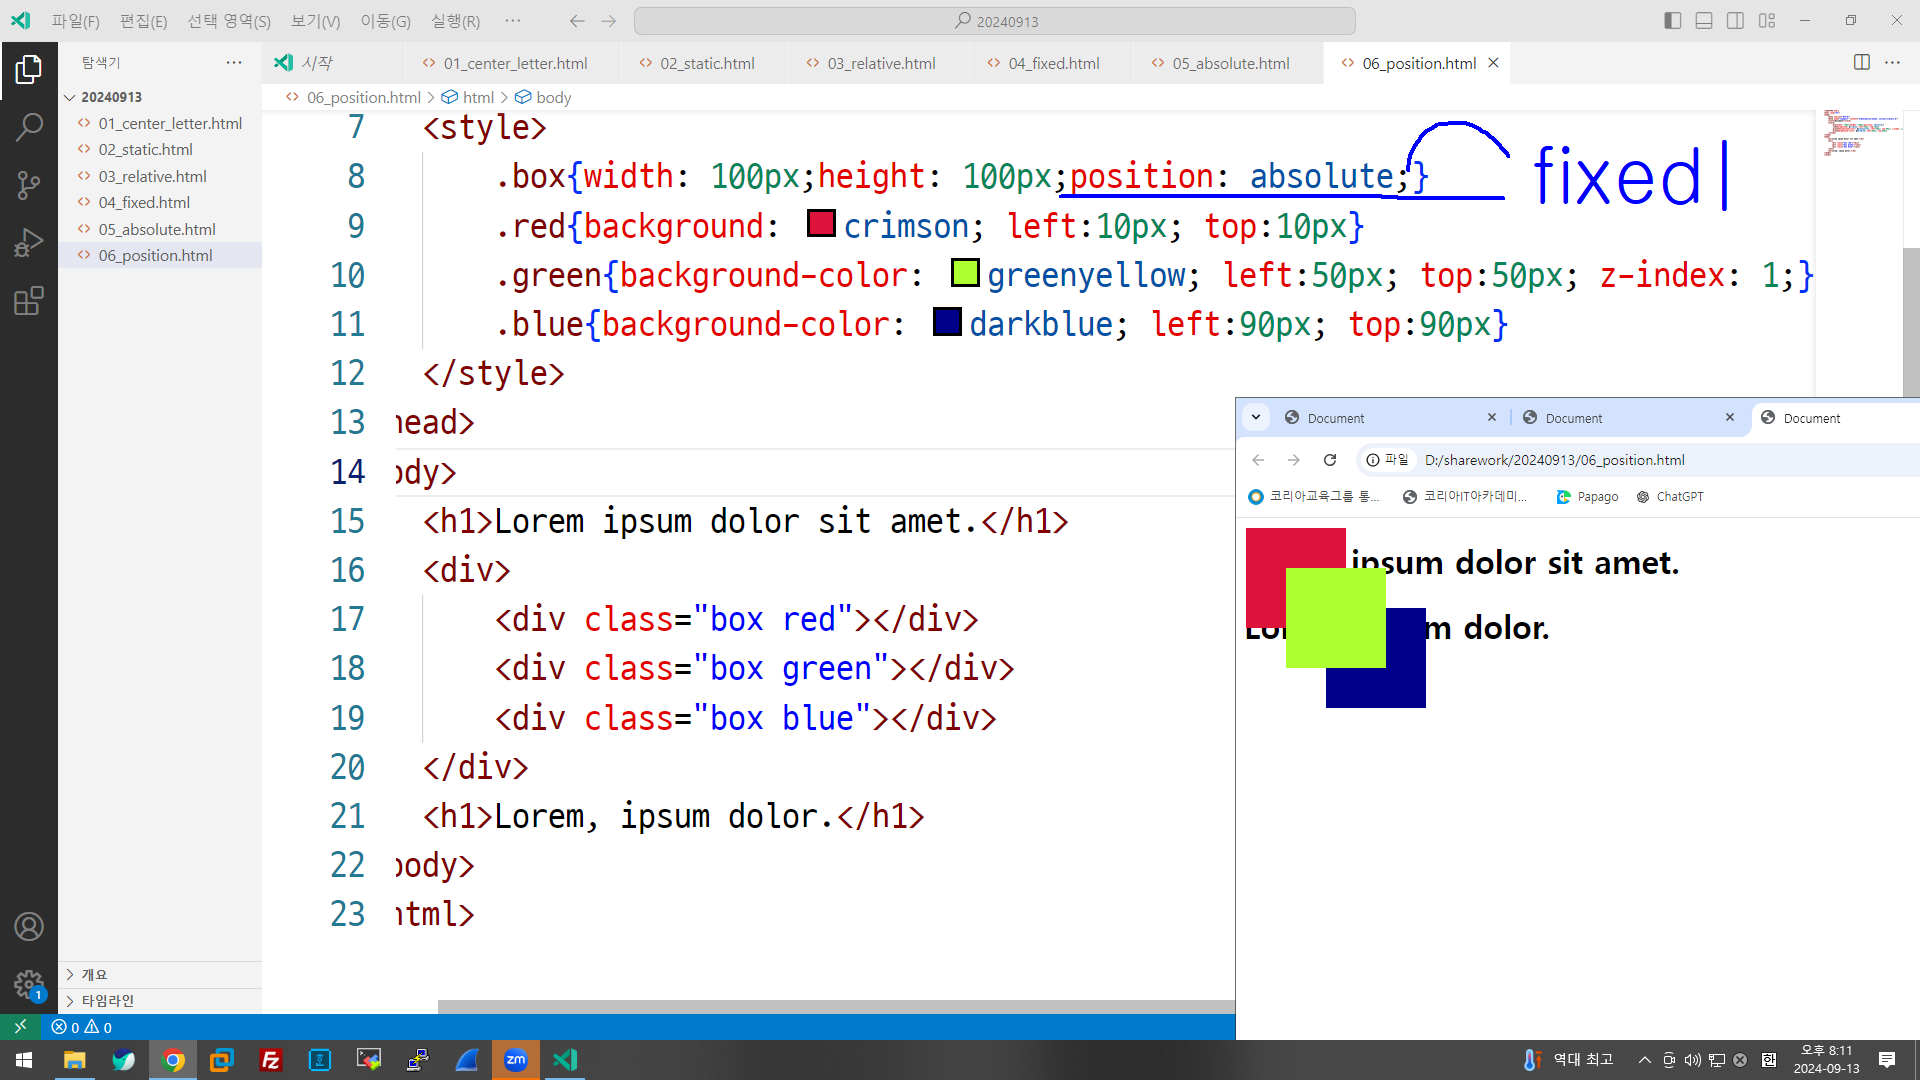 파일(F) 편집(E) 선택 영역(S) 보기(V) 이동(G) 실행(R) ··· 20240913
탐색기 ···
시작 01_center_letter.html 02_static.html 03_relative.html 04_fixed.html 05_absolute.html 06_position.html
06_position.html > html > body
20240913
01_center_letter.html
02_static.html
03_relative.html
04_fixed.html
05_absolute.html
06_position.html
개요
타임라인
7 <style>
8 .box{width: 100px;height: 100px;position: absolute;}
fixed
9 .red{background: crimson; left:10px; top:10px}
10 .green{background-color: greenyellow; left:50px; top:50px; z-index: 1;}
11 .blue{background-color: darkblue; left:90px; top:90px}
12 </style>
13 head>
14 ody>
15 <h1>Lorem ipsum dolor sit amet.</h1>
16 <div>
17 <div class="box red"></div>
18 <div class="box green"></div>
19 <div class="box blue"></div>
20 </div>
21 <h1>Lorem, ipsum dolor.</h1>
22 body>
23 html>
Document Document Document
파일 D:/sharework/20240913/06_position.html
코리아교육그룹 통... 코리아IT아카데미... Papago ChatGPT
ipsum dolor sit amet.
Lo m dolor.
1
0 0
zm
역대 최고
한
오후 8:11
2024-09-13